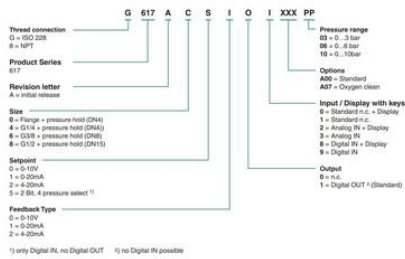 G 617 A C S I O I XXX PP
Thread connection
G = ISO 228
8 = NPT
Product Series
617
Revision letter
A = initial release
Size
0 = Flange + pressure hold (DN4)
4 = G1/4 + pressure hold (DN4))
6 = G3/8 + pressure hold (DN8)
8 = G1/2 + pressure hold (DN15)
Setpoint
0 = 0-10V
1 = 0-20mA
2 = 4-20mA
5 = 2 Bit, 4 pressure select ¹⁾
Feedback Type
0 = 0-10V
1 = 0-20mA
2 = 4-20mA
Pressure range
03 = 0...3 bar
06 = 0...6 bar
10 = 0...10bar
Options
A00 = Standard
A07 = Oxygen clean
Input / Display with keys
0 = Standard n.c. + Display
1 = Standard n.c.
2 = Analog IN + Display
3 = Analog IN
8 = Digital IN + Display
9 = Digital IN
Output
0 = n.c.
1 = Digital OUT ²⁾ (Standard)
¹⁾ only Digital IN, no Digital OUT ²⁾ no Digital IN possible